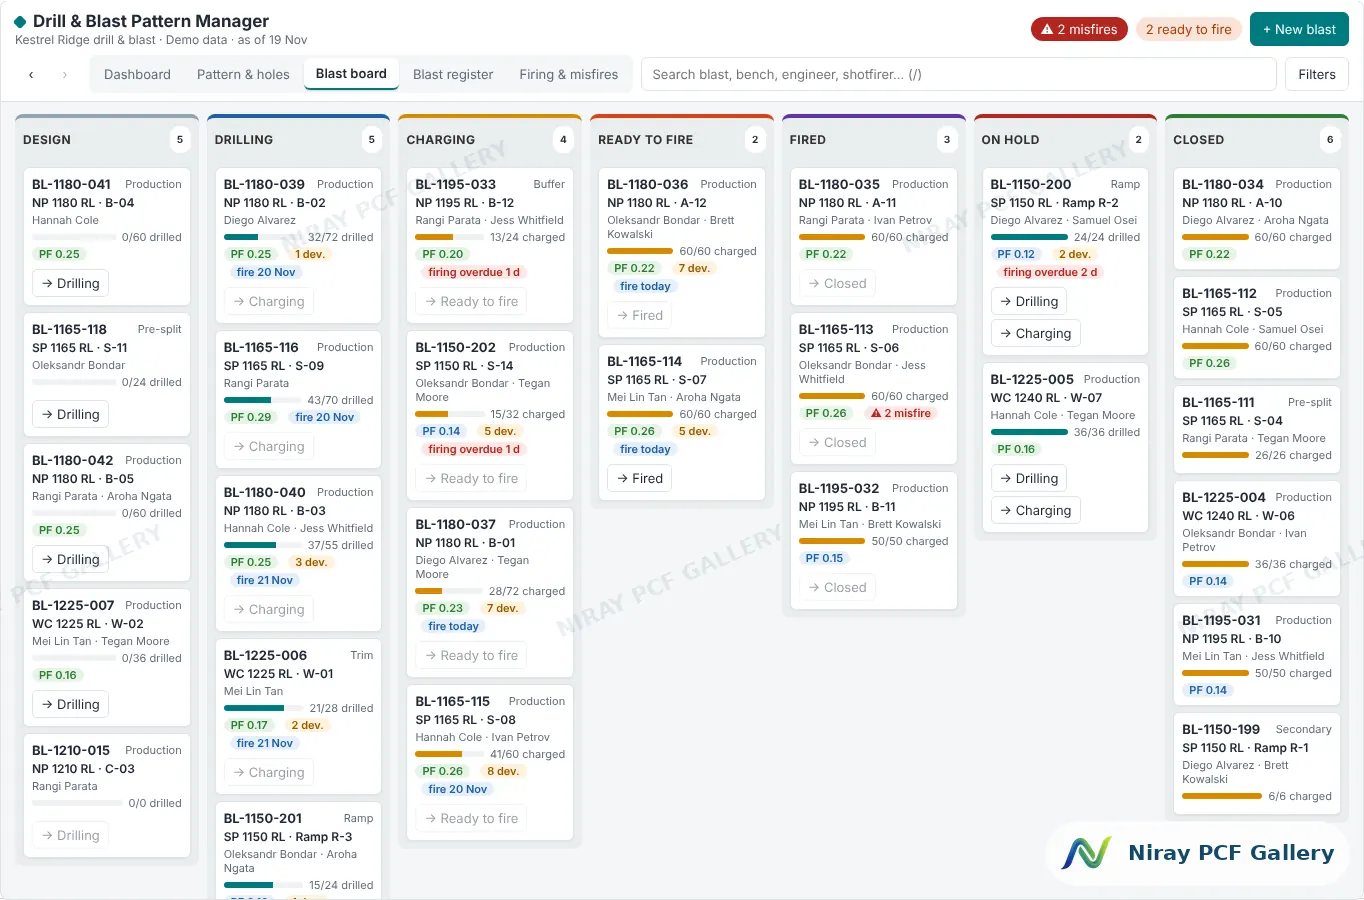 Drill & Blast Pattern Manager
Kestrel Ridge drill & blast · Demo data · as of 19 Nov
2 misfires
2 ready to fire
+ New blast
Dashboard
Pattern & holes
Blast board
Blast register
Firing & misfires
Search blast, bench, engineer, shotfirer... (/)
Filters
DESIGN 5
BL-1180-041 Production
NP 1180 RL · B-04
Hannah Cole
0/60 drilled
PF 0.25
→ Drilling
BL-1165-118 Pre-split
SP 1165 RL · S-11
Oleksandr Bondar
0/24 drilled
→ Drilling
BL-1180-042 Production
NP 1180 RL · B-05
Rangi Parata · Aroha Ngata
0/60 drilled
PF 0.25
→ Drilling
BL-1225-007 Production
WC 1225 RL · W-02
Mei Lin Tan · Tegan Moore
0/36 drilled
PF 0.16
→ Drilling
BL-1210-015 Production
NP 1210 RL · C-03
Rangi Parata
0/0 drilled
→ Drilling
DRILLING 5
BL-1180-039 Production
NP 1180 RL · B-02
Diego Alvarez
32/72 drilled
PF 0.25 1 dev.
fire 20 Nov
→ Charging
BL-1165-116 Production
SP 1165 RL · S-09
Rangi Parata
43/70 drilled
PF 0.29 fire 20 Nov
→ Charging
BL-1180-040 Production
NP 1180 RL · B-03
Hannah Cole · Jess Whitfield
37/55 drilled
PF 0.25 3 dev.
fire 21 Nov
→ Charging
BL-1225-006 Trim
WC 1225 RL · W-01
Mei Lin Tan
21/28 drilled
PF 0.17 2 dev.
fire 21 Nov
→ Charging
BL-1150-201 Ramp
SP 1150 RL · Ramp R-3
Oleksandr Bondar · Aroha
Ngata
15/24 drilled
CHARGING 4
BL-1195-033 Buffer
NP 1195 RL · B-12
Rangi Parata · Jess Whitfield
13/24 charged
PF 0.20
firing overdue 1 d
→ Ready to fire
BL-1150-202 Production
SP 1150 RL · S-14
Oleksandr Bondar · Tegan
Moore
15/32 charged
PF 0.14 5 dev.
firing overdue 1 d
→ Ready to fire
BL-1180-037 Production
NP 1180 RL · B-01
Diego Alvarez · Tegan
Moore
28/72 charged
PF 0.23 7 dev.
fire today
→ Ready to fire
BL-1165-115 Production
SP 1165 RL · S-08
Hannah Cole · Ivan Petrov
41/60 charged
PF 0.26 8 dev.
fire 20 Nov
→ Ready to fire
READY TO FIRE 2
BL-1180-036 Production
NP 1180 RL · A-12
Oleksandr Bondar · Brett
Kowalski
60/60 charged
PF 0.22 7 dev.
fire today
→ Fired
BL-1165-114 Production
SP 1165 RL · S-07
Mei Lin Tan · Aroha Ngata
60/60 charged
PF 0.26 5 dev.
fire today
→ Fired
FIRED 3
BL-1180-035 Production
NP 1180 RL · A-11
Rangi Parata · Ivan Petrov
60/60 charged
PF 0.22
→ Closed
BL-1165-113 Production
SP 1165 RL · S-06
Oleksandr Bondar · Jess
Whitfield
60/60 charged
PF 0.26 2 misfire
→ Closed
BL-1195-032 Production
NP 1195 RL · B-11
Mei Lin Tan · Brett Kowalski
50/50 charged
PF 0.15
→ Closed
ON HOLD 2
BL-1150-200 Ramp
SP 1150 RL · Ramp R-2
Diego Alvarez · Samuel Osei
24/24 drilled
PF 0.12 2 dev.
firing overdue 2 d
→ Drilling
→ Charging
BL-1225-005 Production
WC 1240 RL · W-07
Hannah Cole · Tegan Moore
36/36 drilled
PF 0.16
→ Drilling
→ Charging
CLOSED 6
BL-1180-034 Production
NP 1180 RL · A-10
Diego Alvarez · Aroha Ngata
60/60 charged
PF 0.22
BL-1165-112 Production
SP 1165 RL · S-05
Hannah Cole · Samuel Osei
60/60 charged
PF 0.26
BL-1165-111 Pre-split
SP 1165 RL · S-04
Rangi Parata · Tegan Moore
26/26 charged
BL-1225-004 Production
WC 1240 RL · W-06
Oleksandr Bondar · Ivan
Petrov
36/36 charged
PF 0.14
BL-1195-031 Production
NP 1195 RL · B-10
Mei Lin Tan · Jess Whitfield
50/50 charged
PF 0.14
BL-1150-199 Secondary
SP 1150 RL · Ramp R-1
Diego Alvarez · Brett
Kowalski
6/6 charged
NIRAY PCF GALLERY
NIRAY PCF GALLERY
NIRAY PCF GALLERY
NIRAY PCF GALLERY
NIRAY PCF GALLERY
Niray PCF Gallery